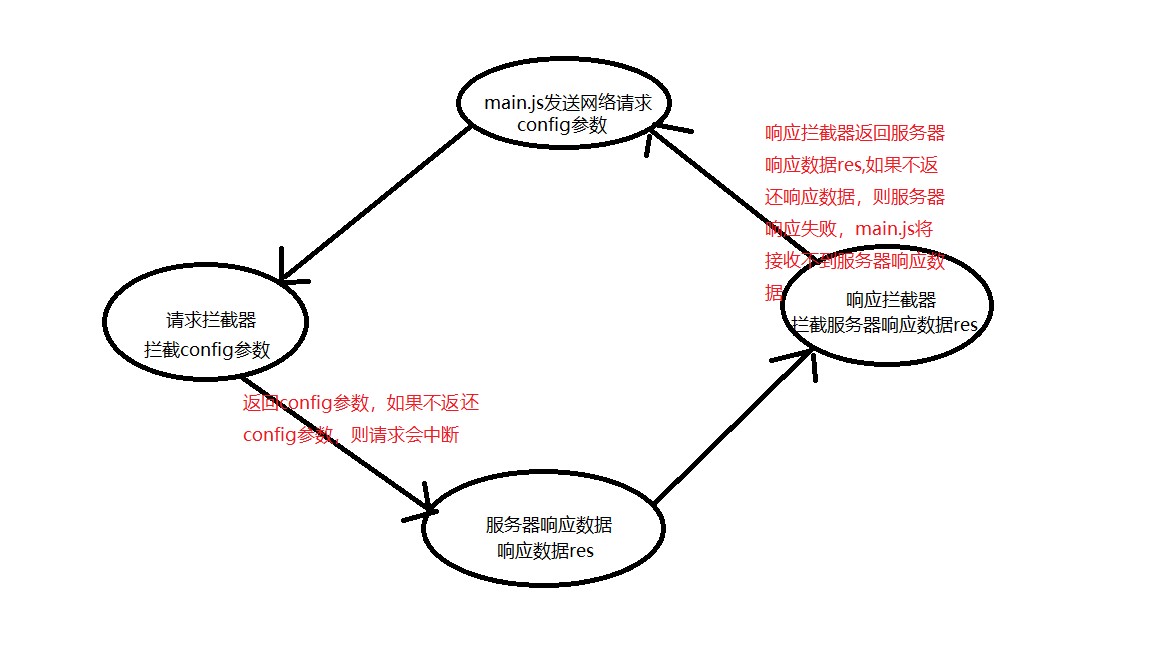 main.js发送网络请求
config参数
响应拦截器返回服务器
响应数据res,如果不返
还响应数据，则服务器
响应失败，main.js将
接收不到服务器响应数
据
请求拦截器
拦截config参数
响应拦截器
拦截服务器响应数据res
返回config参数，如果不返还
config参数，则请求会中断
服务器响应数据
响应数据res